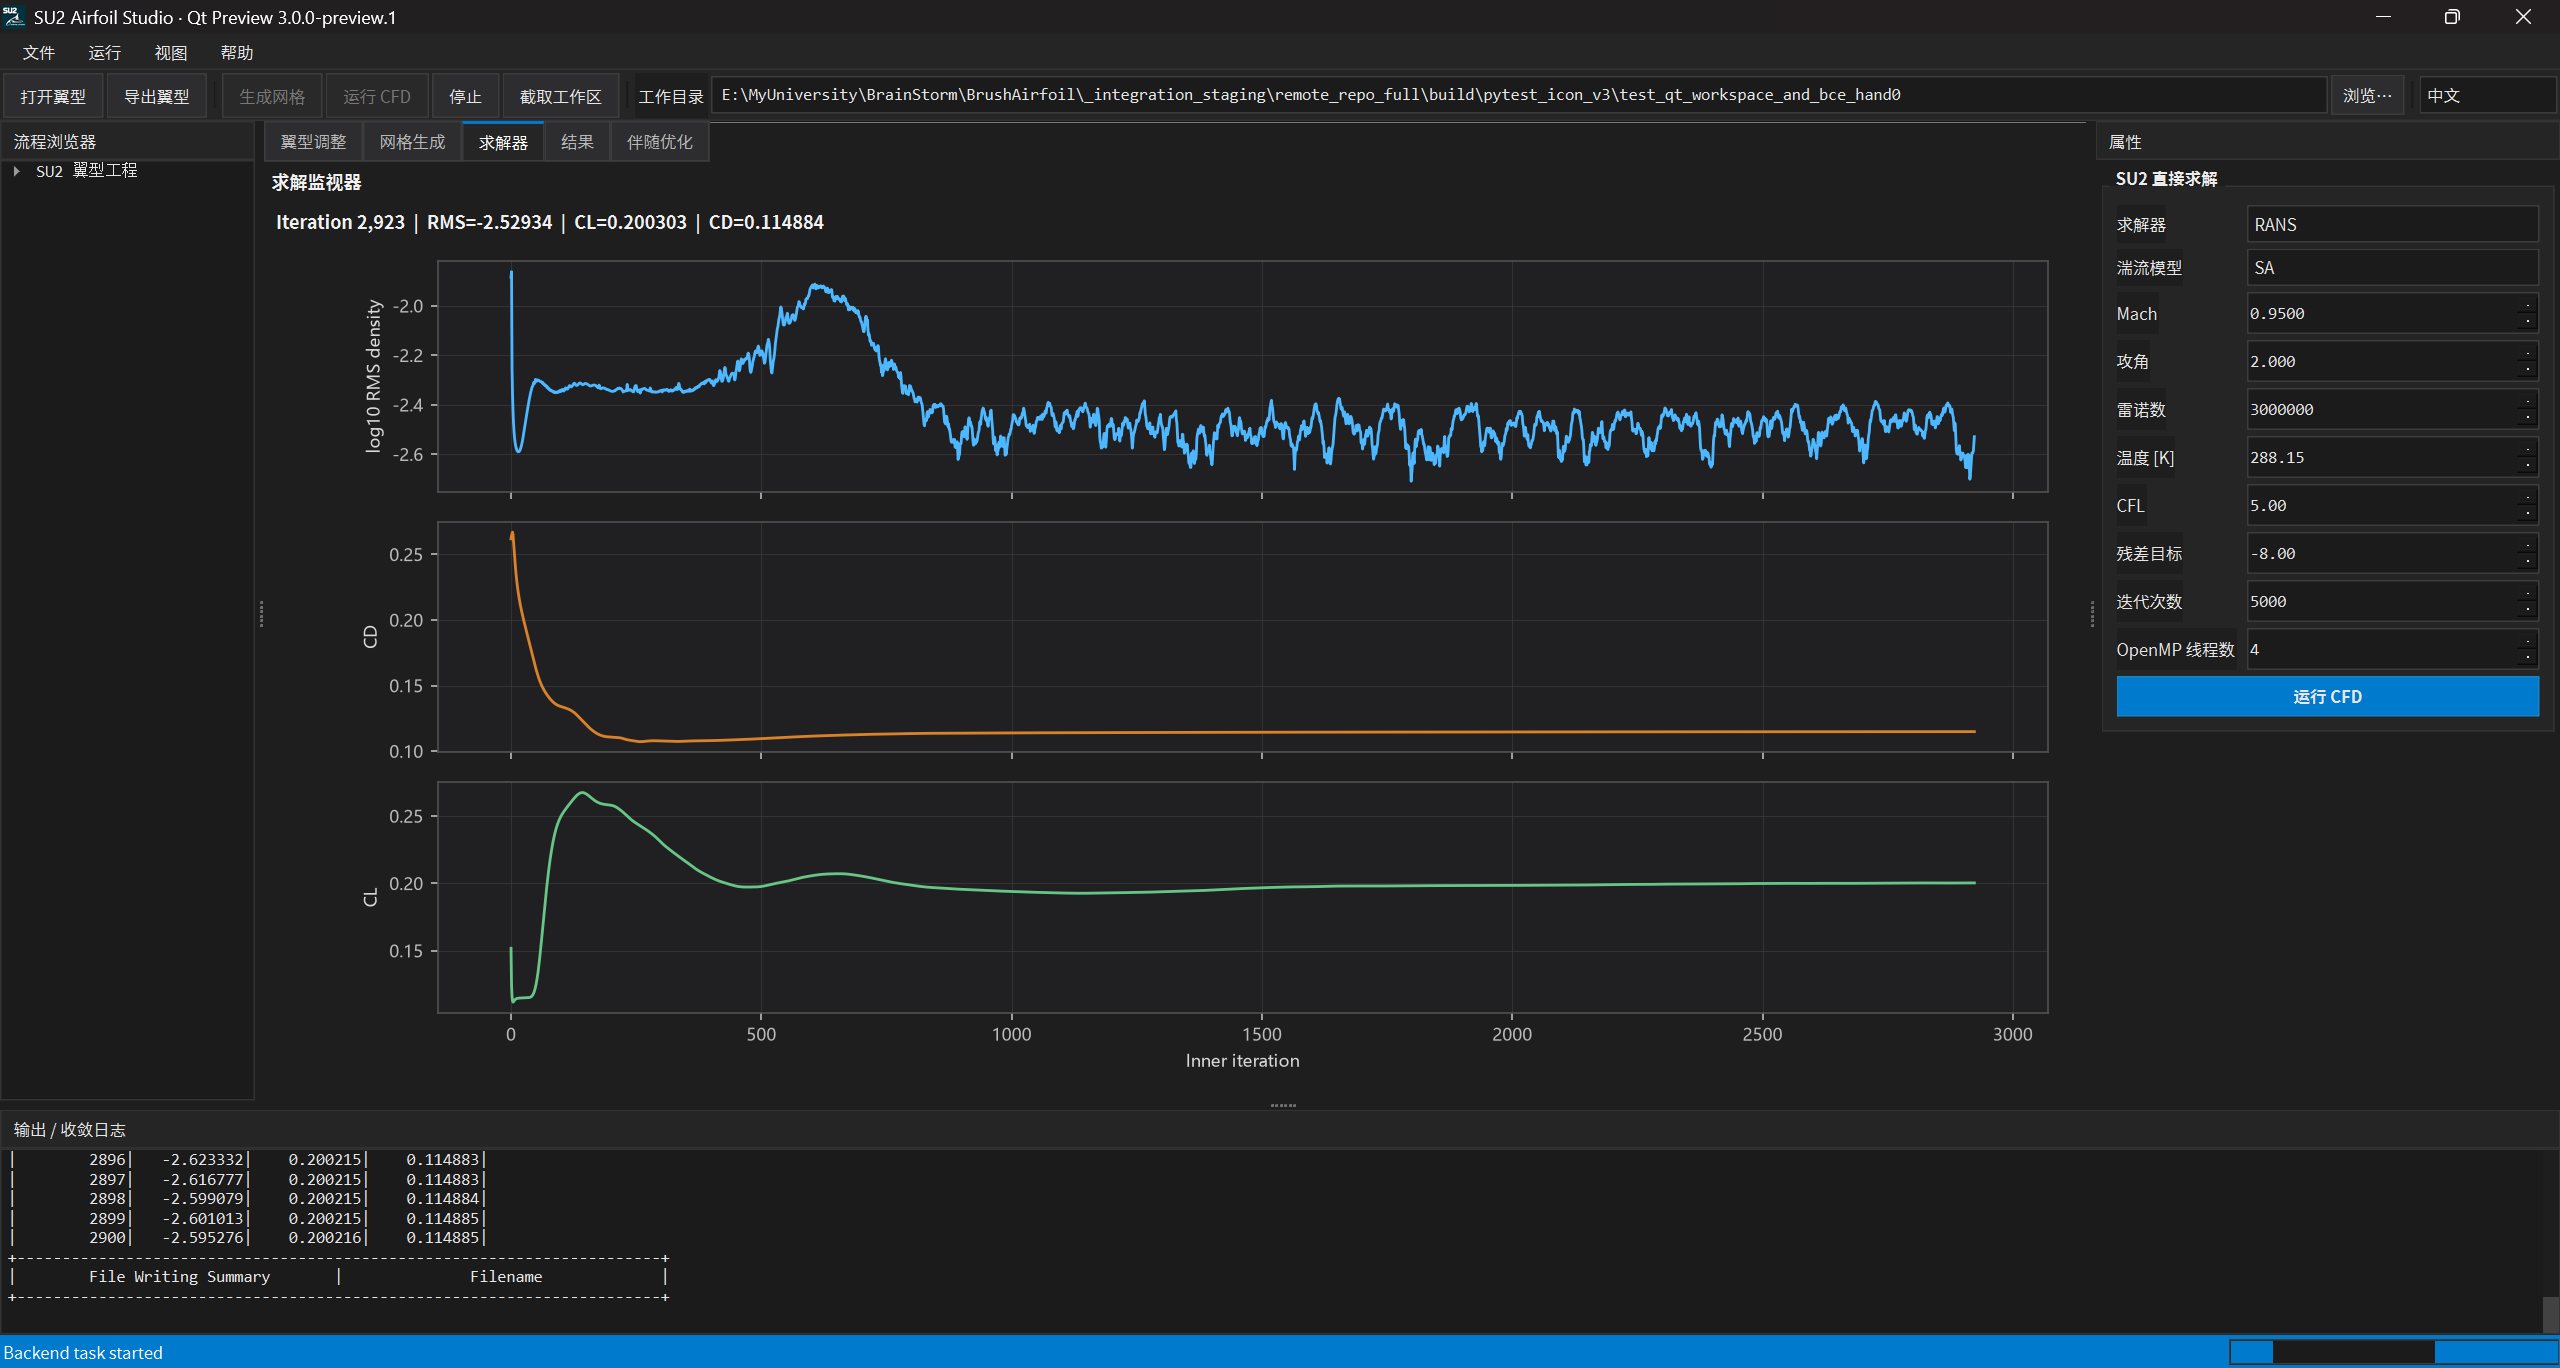 SU2 Airfoil Studio · Qt Preview 3.0.0-preview.1
文件 运行 视图 帮助
打开翼型 导出翼型 生成网格 运行 CFD 停止 截取工作区 工作目录 E:\MyUniversity\BrainStorm\BrushAirfoil\_integration_staging\remote_repo_full\build\pytest_icon_v3\test_qt_workspace_and_bce_hand0 浏览… 中文
流程浏览器
SU2 翼型工程
翼型调整 网格生成 求解器 结果 伴随优化
求解监视器
Iteration 2,923 | RMS=-2.52934 | CL=0.200303 | CD=0.114884
log10 RMS density
-2.0
-2.2
-2.4
-2.6
CD
0.25
0.20
0.15
0.10
CL
0.25
0.20
0.15
0 500 1000 1500 2000 2500 3000
Inner iteration
属性
SU2 直接求解
求解器 RANS
湍流模型 SA
Mach 0.9500
攻角 2.000
雷诺数 3000000
温度 [K] 288.15
CFL 5.00
残差目标 -8.00
迭代次数 5000
OpenMP 线程数 4
运行 CFD
输出 / 收敛日志
| 2896| -2.623332| 0.200215| 0.114883|
| 2897| -2.616777| 0.200215| 0.114883|
| 2898| -2.599079| 0.200215| 0.114884|
| 2899| -2.601013| 0.200215| 0.114885|
| 2900| -2.595276| 0.200216| 0.114885|
+-----------------------------------------------------------------------+
| File Writing Summary | Filename |
+-----------------------------------------------------------------------+
Backend task started